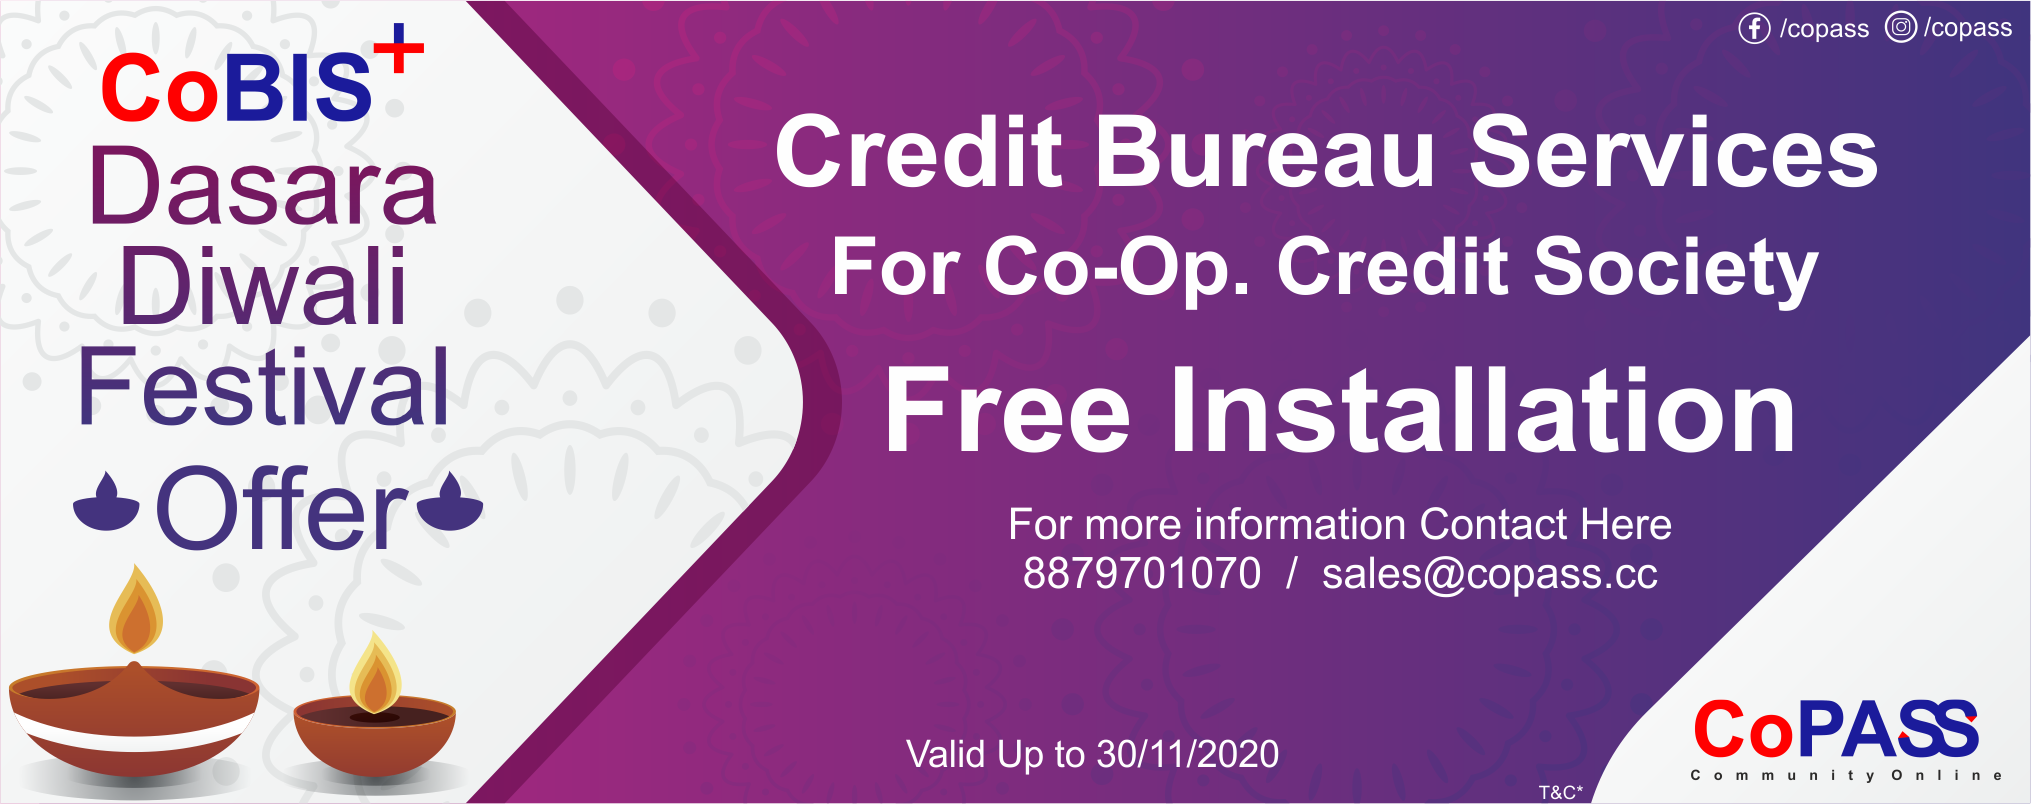 CoBIS+
Dasara
Diwali
Festival
Offer
/copass /copass
Credit Bureau Services
For Co-Op. Credit Society
Free Installation
For more information Contact Here
8879701070 / sales@copass.cc
Valid Up to 30/11/2020
T&C*
CoPASS
Community Online